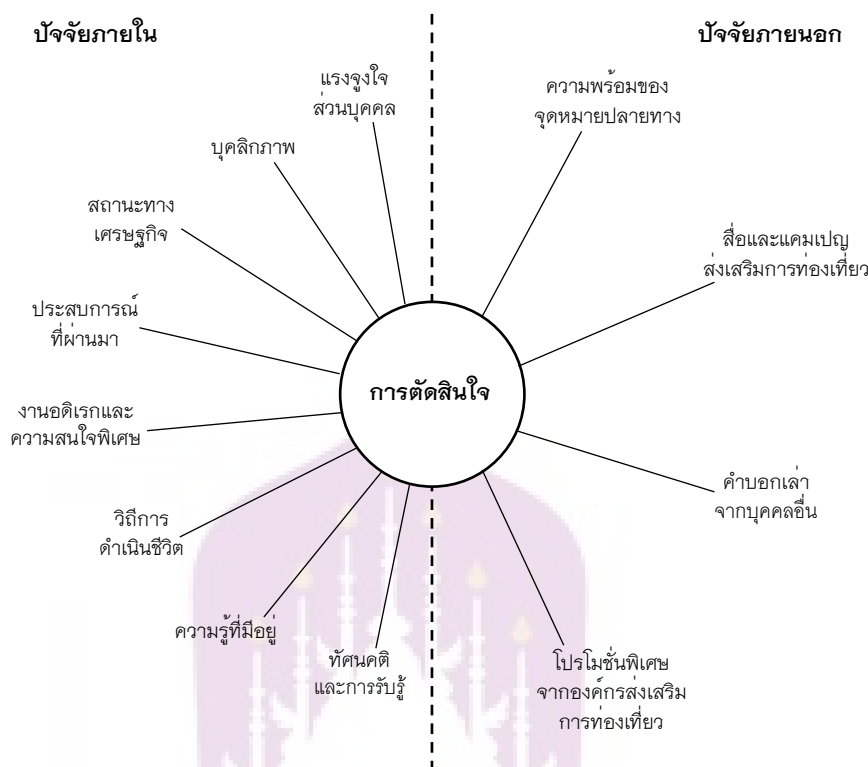 ปัจจัยภายใน
ปัจจัยภายนอก
แรงจูงใจ
ส่วนบุคคล
บุคลิกภาพ
สถานะทาง
เศรษฐกิจ
ประสบการณ์
ที่ผ่านมา
งานอดิเรกและ
ความสนใจพิเศษ
วิถีการ
ดำเนินชีวิต
ความรู้ที่มีอยู่
ทัศนคติ
และการรับรู้
การตัดสินใจ
ความพร้อมของ
จุดหมายปลายทาง
สื่อและแคมเปญ
ส่งเสริมการท่องเที่ยว
คำบอกเล่า
จากบุคคลอื่น
โปรโมชั่นพิเศษ
จากองค์กรส่งเสริม
การท่องเที่ยว